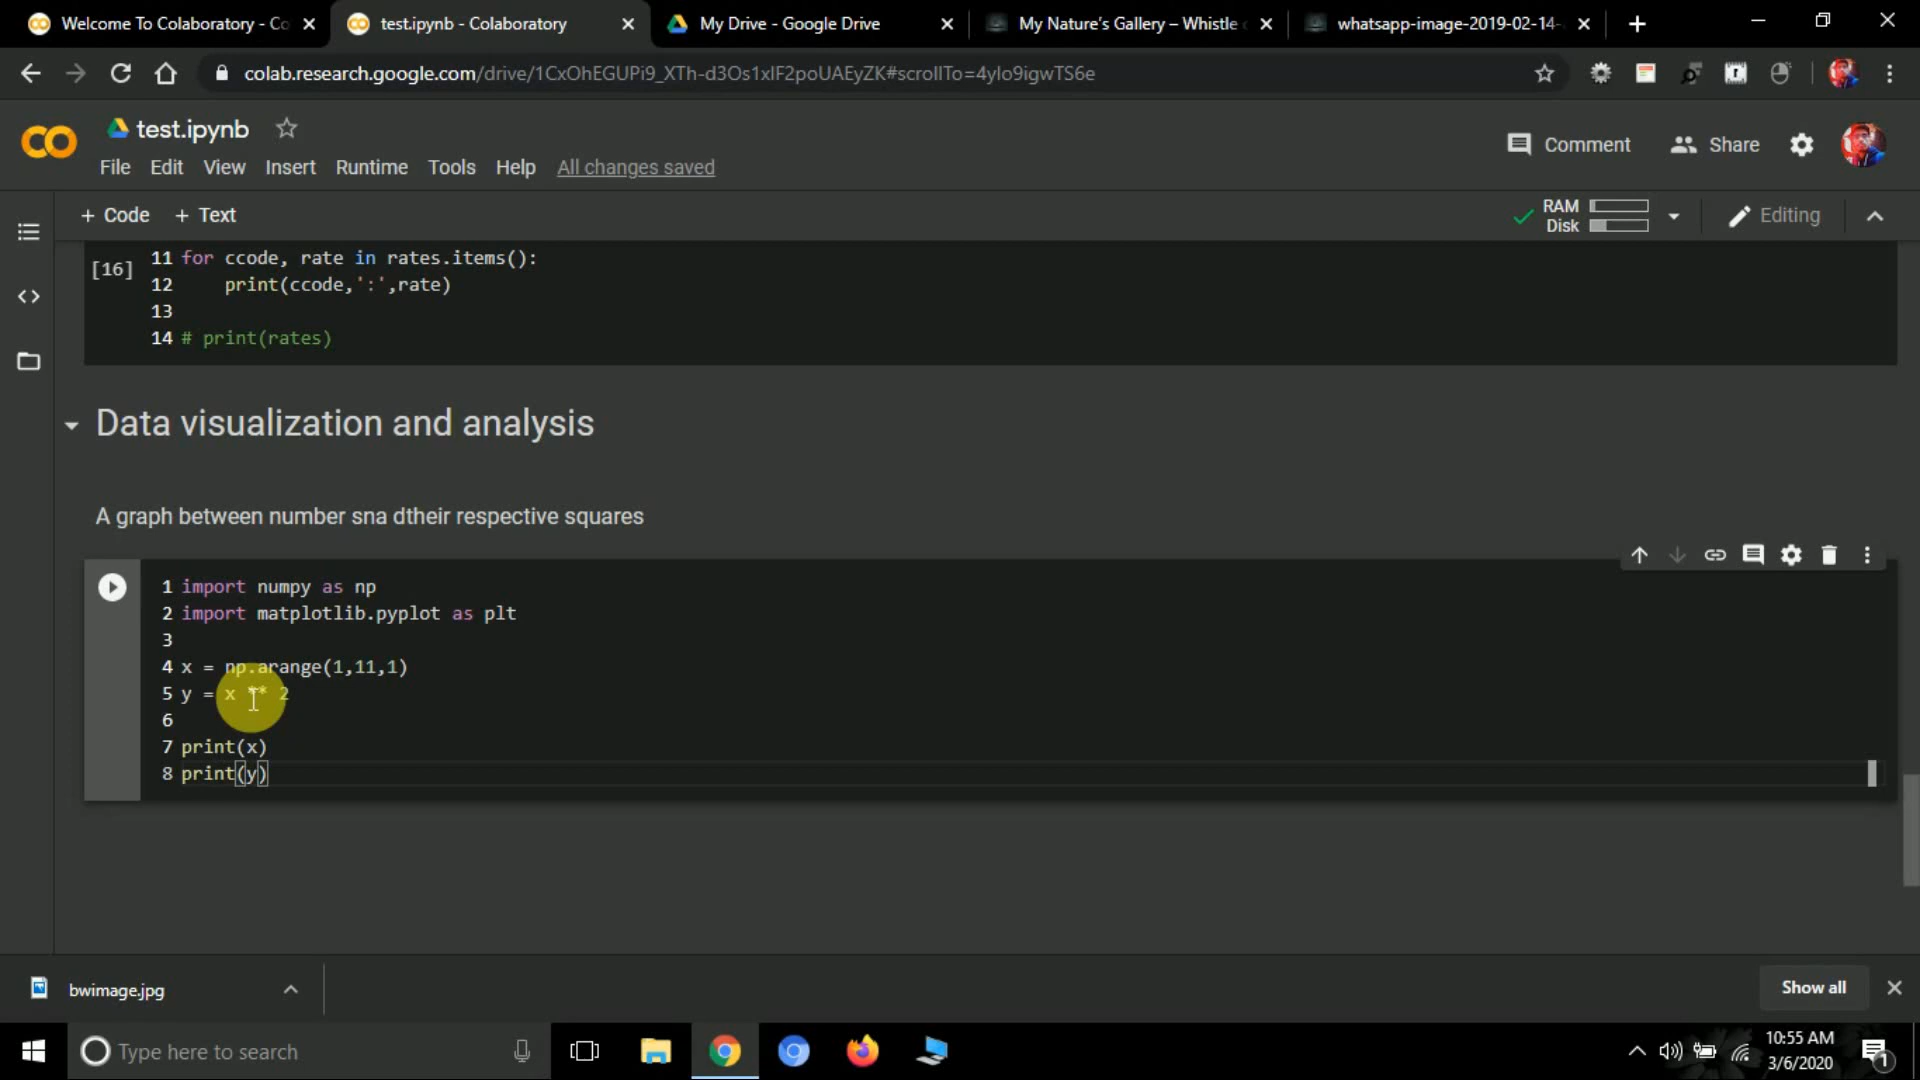 Welcome To Colaboratory - Co
test.ipynb - Colaboratory
My Drive - Google Drive
My Nature's Gallery – Whistle
whatsapp-image-2019-02-14-
colab.research.google.com/drive/1CxOhEGUPi9_XTh-d3Os1xIF2poUAEyZK#scrollTo=4ylo9igwTS6e
CO
test.ipynb
File Edit View Insert Runtime Tools Help All changes saved
Comment
Share
+ Code + Text
RAM
Disk
Editing
[16]
11 for ccode, rate in rates.items():
12 print(ccode,':',rate)
13
14 # print(rates)
Data visualization and analysis
A graph between number sna dtheir respective squares
1 import numpy as np
2 import matplotlib.pyplot as plt
3
4 x = np.arange(1,11,1)
5 y = x ** 2
6
7 print(x)
8 print(y)
bwimage.jpg
Show all
Type here to search
10:55 AM
3/6/2020
1